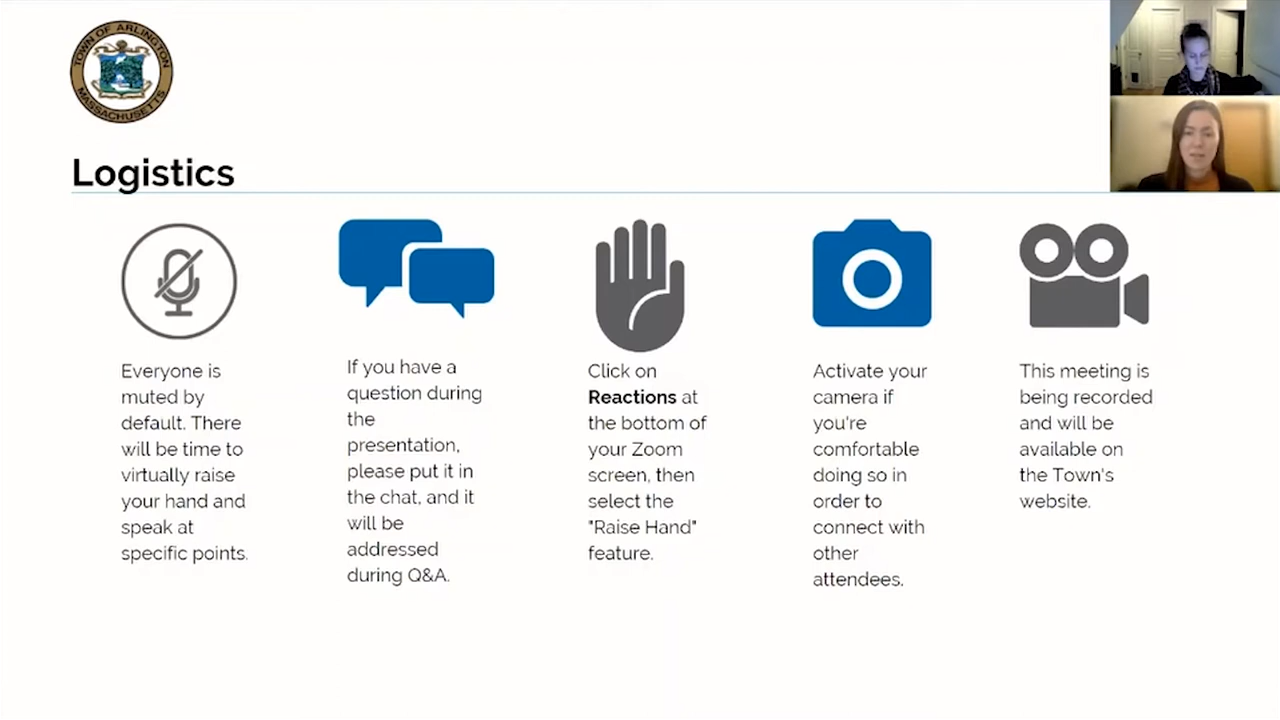 TOWN OF ARLINGTON
MASSACHUSETTS
Logistics
Everyone is
muted by
default. There
will be time to
virtually raise
your hand and
speak at
specific points.
If you have a
question during
the
presentation,
please put it in
the chat, and it
will be
addressed
during Q&A.
Click on
Reactions at
the bottom of
your Zoom
screen, then
select the
"Raise Hand"
feature.
Activate your
camera if
you're
comfortable
doing so in
order to
connect with
other
attendees.
This meeting is
being recorded
and will be
available on
the Town's
website.